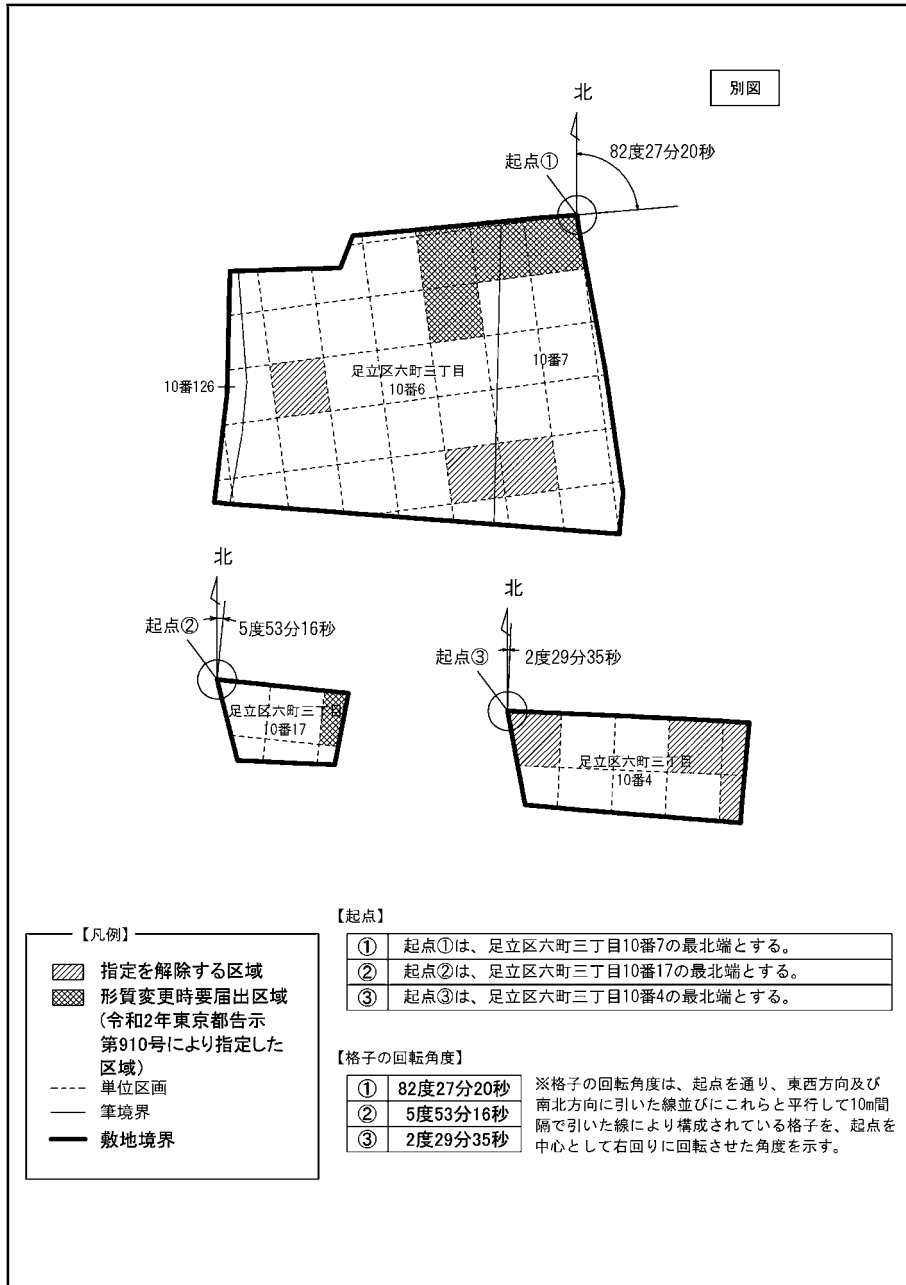 別図
北
82度27分20秒
起点①
10番7
足立区六町三丁目
10番6
10番126
北
5度53分16秒
起点②
足立区六町三丁目
10番17
北
2度29分35秒
起点③
足立区六町三丁目
10番4
【凡例】
指定を解除する区域
形質変更時要届出区域
(令和2年東京都告示
第910号により指定した
区域)
単位区画
筆境界
敷地境界
【起点】
① 起点①は、足立区六町三丁目10番7の最北端とする。
② 起点②は、足立区六町三丁目10番17の最北端とする。
③ 起点③は、足立区六町三丁目10番4の最北端とする。
【格子の回転角度】
① 82度27分20秒
② 5度53分16秒
③ 2度29分35秒
※格子の回転角度は、起点を通り、東西方向及び
南北方向に引いた線並びにこれらと平行して10m間
隔で引いた線により構成されている格子を、起点を
中心として右回りに回転させた角度を示す。